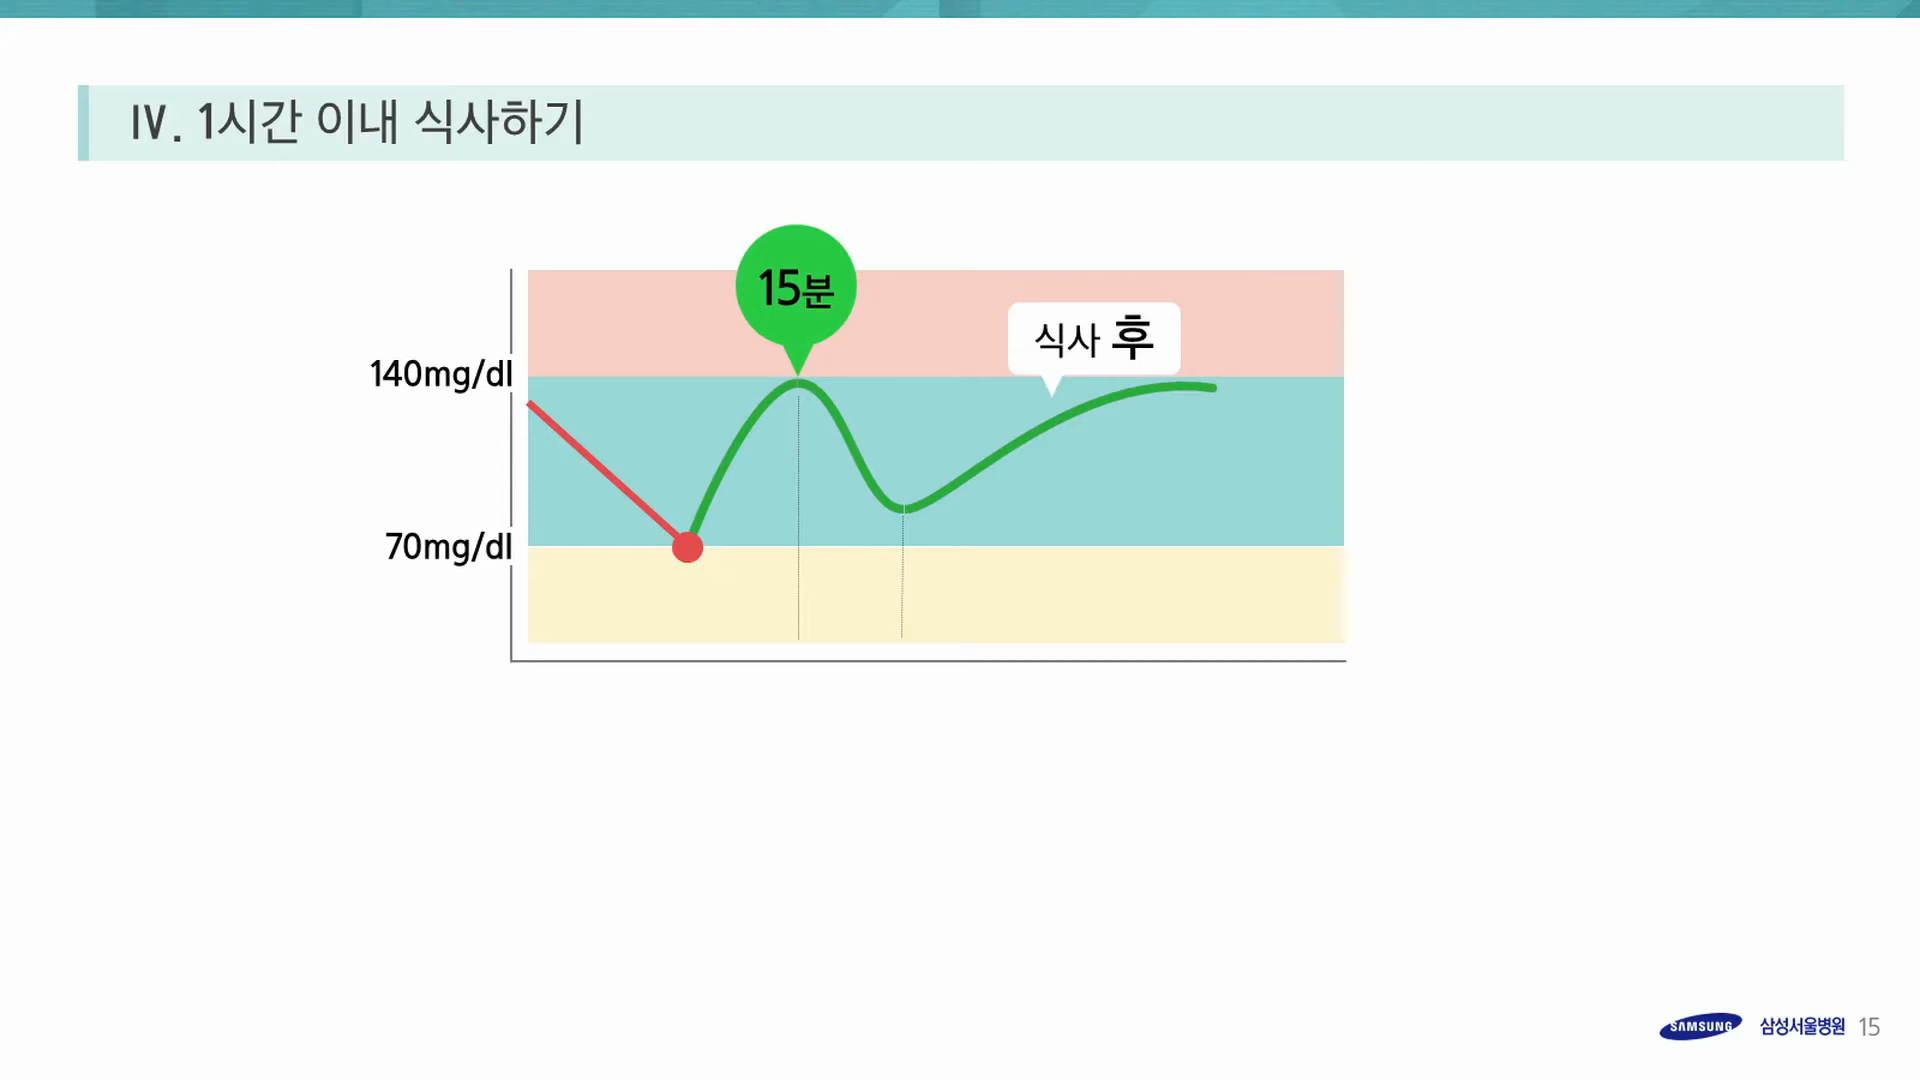 Ⅳ. 1시간 이내 식사하기
15분
식사 후
140mg/dl
70mg/dl
SAMSUNG 삼성서울병원 15